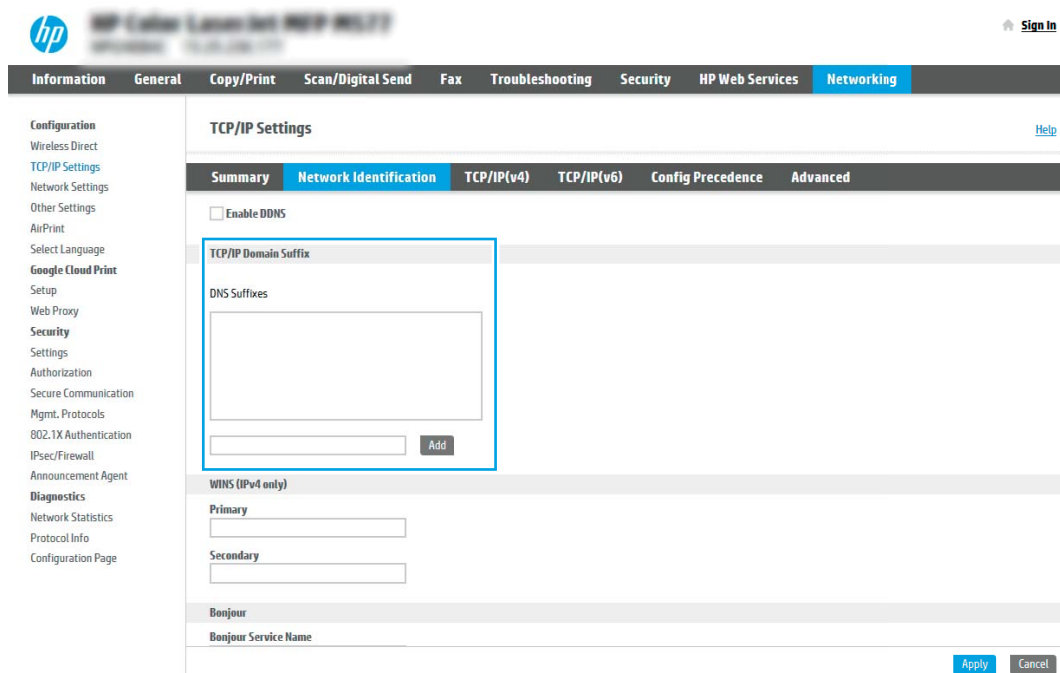 hp
Sign In
Information General Copy/Print Scan/Digital Send Fax Troubleshooting Security HP Web Services Networking
Configuration
Wireless Direct
TCP/IP Settings
Network Settings
Other Settings
AirPrint
Select Language
Google Cloud Print
Setup
Web Proxy
Security
Settings
Authorization
Secure Communication
Mgmt. Protocols
802.1X Authentication
IPsec/Firewall
Announcement Agent
Diagnostics
Network Statistics
Protocol Info
Configuration Page
TCP/IP Settings
Help
Summary Network Identification TCP/IP(v4) TCP/IP(v6) Config Precedence Advanced
Enable DDNS
TCP/IP Domain Suffix
DNS Suffixes
Add
WINS (IPv4 only)
Primary
Secondary
Bonjour
Bonjour Service Name
Apply Cancel